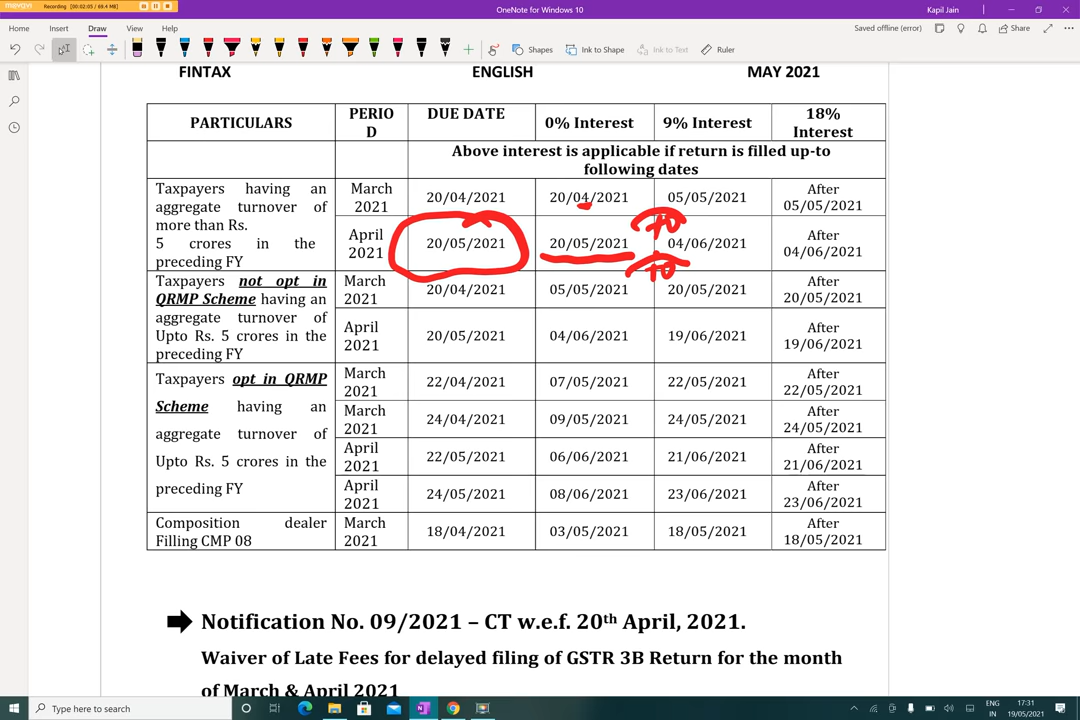 mavavi Recording [00:02:05 / 89.4 MB]
OneNote for Windows 10
Kapil Jain
Home Insert Draw View Help
Saved offline (error)
Share
Shapes Ink to Shape Ink to Text Ruler
FINTAX ENGLISH MAY 2021
PARTICULARS PERIO D DUE DATE 0% Interest 9% Interest 18% Interest
Above interest is applicable if return is filled up-to
following dates
Taxpayers having an aggregate turnover of more than Rs. 5 crores in the preceding FY
March 2021 20/04/2021 20/04/2021 05/05/2021 After 05/05/2021
April 2021 20/05/2021 20/05/2021 04/06/2021 After 04/06/2021
Taxpayers not opt in QRMP Scheme having an aggregate turnover of Upto Rs. 5 crores in the preceding FY
March 2021 20/04/2021 05/05/2021 20/05/2021 After 20/05/2021
April 2021 20/05/2021 04/06/2021 19/06/2021 After 19/06/2021
Taxpayers opt in QRMP Scheme having an aggregate turnover of Upto Rs. 5 crores in the preceding FY
March 2021 22/04/2021 07/05/2021 22/05/2021 After 22/05/2021
March 2021 24/04/2021 09/05/2021 24/05/2021 After 24/05/2021
April 2021 22/05/2021 06/06/2021 21/06/2021 After 21/06/2021
April 2021 24/05/2021 08/06/2021 23/06/2021 After 23/06/2021
Composition dealer Filling CMP 08
March 2021 18/04/2021 03/05/2021 18/05/2021 After 18/05/2021
Notification No. 09/2021 – CT w.e.f. 20th April, 2021.
Waiver of Late Fees for delayed filing of GSTR 3B Return for the month
of March & April 2021
Type here to search
ENG IN
17:31
19/05/2021